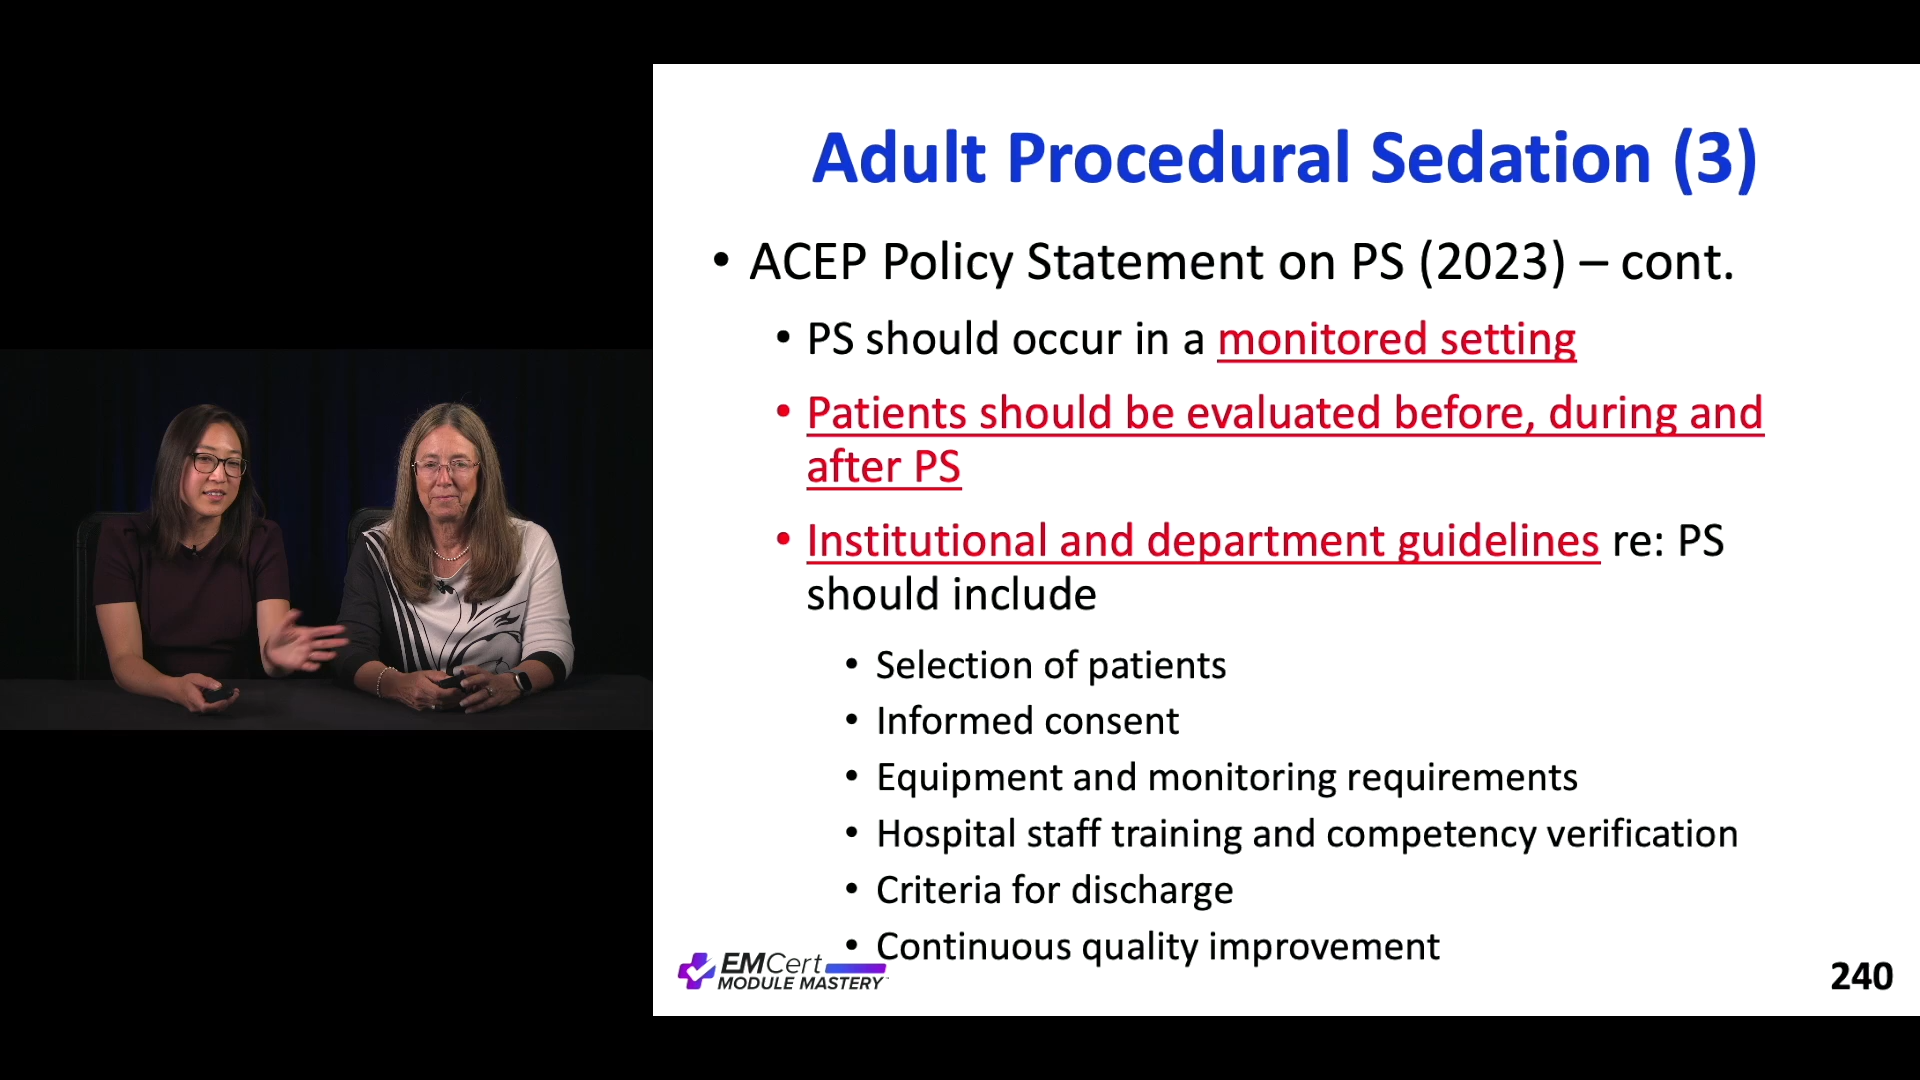 Adult Procedural Sedation (3)
• ACEP Policy Statement on PS (2023) – cont.
• PS should occur in a monitored setting
• Patients should be evaluated before, during and
after PS
• Institutional and department guidelines re: PS
should include
• Selection of patients
• Informed consent
• Equipment and monitoring requirements
• Hospital staff training and competency verification
• Criteria for discharge
• Continuous quality improvement
EMCert
MODULE MASTERY
240